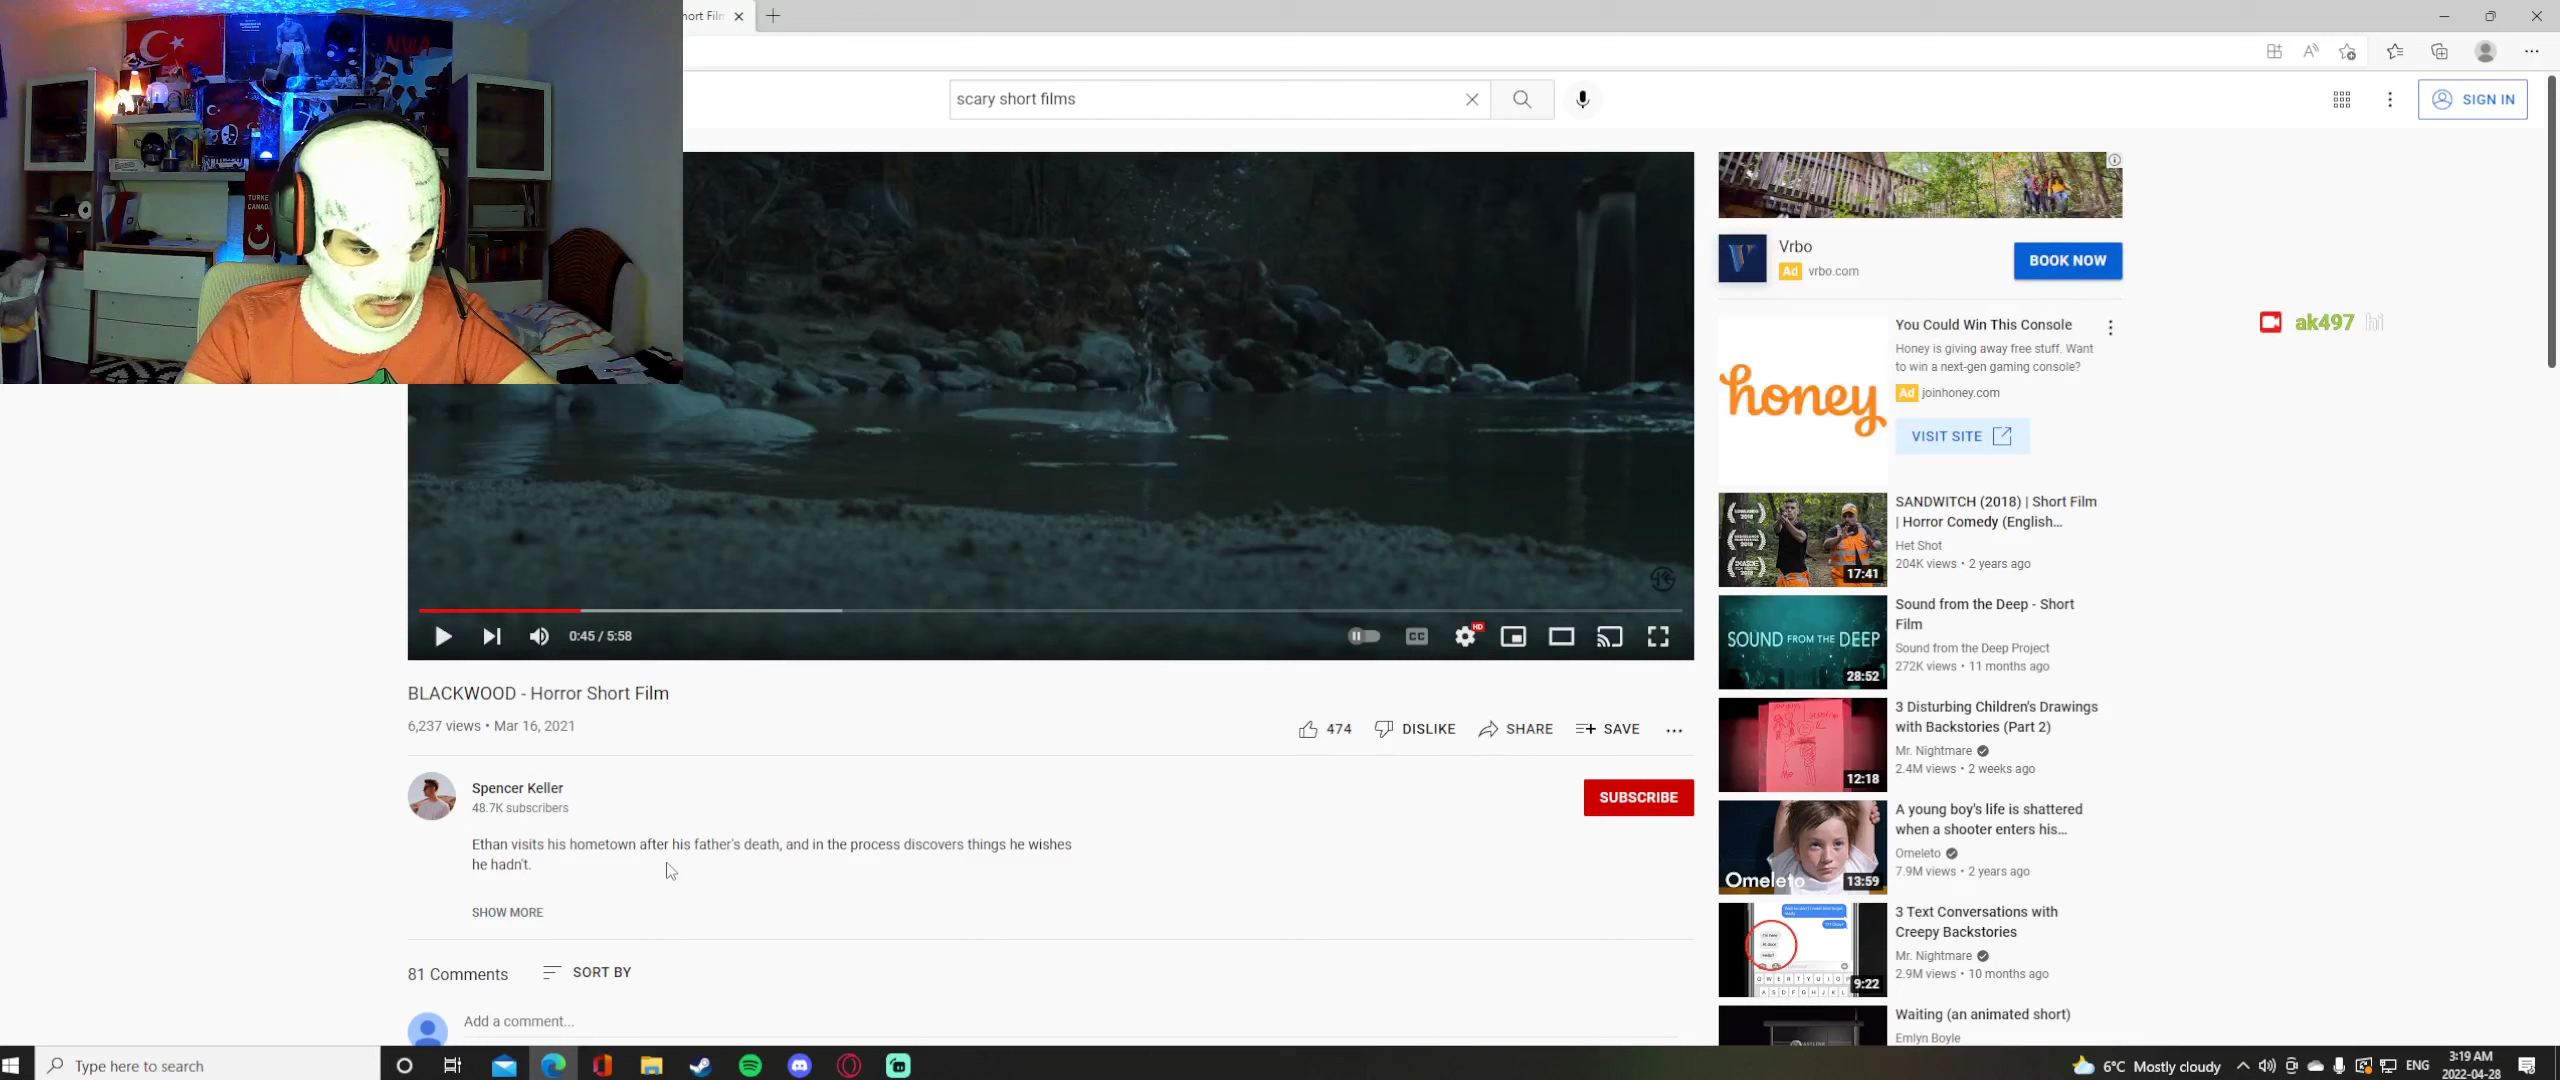 hort Film
NWA
TURKE
CANAD
scary short films
SIGN IN
Vrbo
Ad vrbo.com
BOOK NOW
ak497 hi
You Could Win This Console
Honey is giving away free stuff. Want
to win a next-gen gaming console?
Ad joinhoney.com
honey
VISIT SITE
SANDWITCH (2018) | Short Film
| Horror Comedy (English...
Het Shot
204K views • 2 years ago
17:41
Sound from the Deep - Short
Film
SOUND FROM THE DEEP
Sound from the Deep Project
272K views • 11 months ago
28:52
0:45 / 5:58
CC
HD
BLACKWOOD - Horror Short Film
6,237 views • Mar 16, 2021
474
DISLIKE
SHARE
SAVE
3 Disturbing Children's Drawings
with Backstories (Part 2)
Mr. Nightmare
2.4M views • 2 weeks ago
12:18
Spencer Keller
48.7K subscribers
SUBSCRIBE
Ethan visits his hometown after his father's death, and in the process discovers things he wishes
he hadn't.
SHOW MORE
A young boy's life is shattered
when a shooter enters his...
Omeleto
7.9M views • 2 years ago
Omeleto
13:59
3 Text Conversations with
Creepy Backstories
Mr. Nightmare
2.9M views • 10 months ago
9:22
81 Comments
SORT BY
Add a comment...
Waiting (an animated short)
Emlyn Boyle
Type here to search
6°C Mostly cloudy
ENG
3:19 AM
2022-04-28